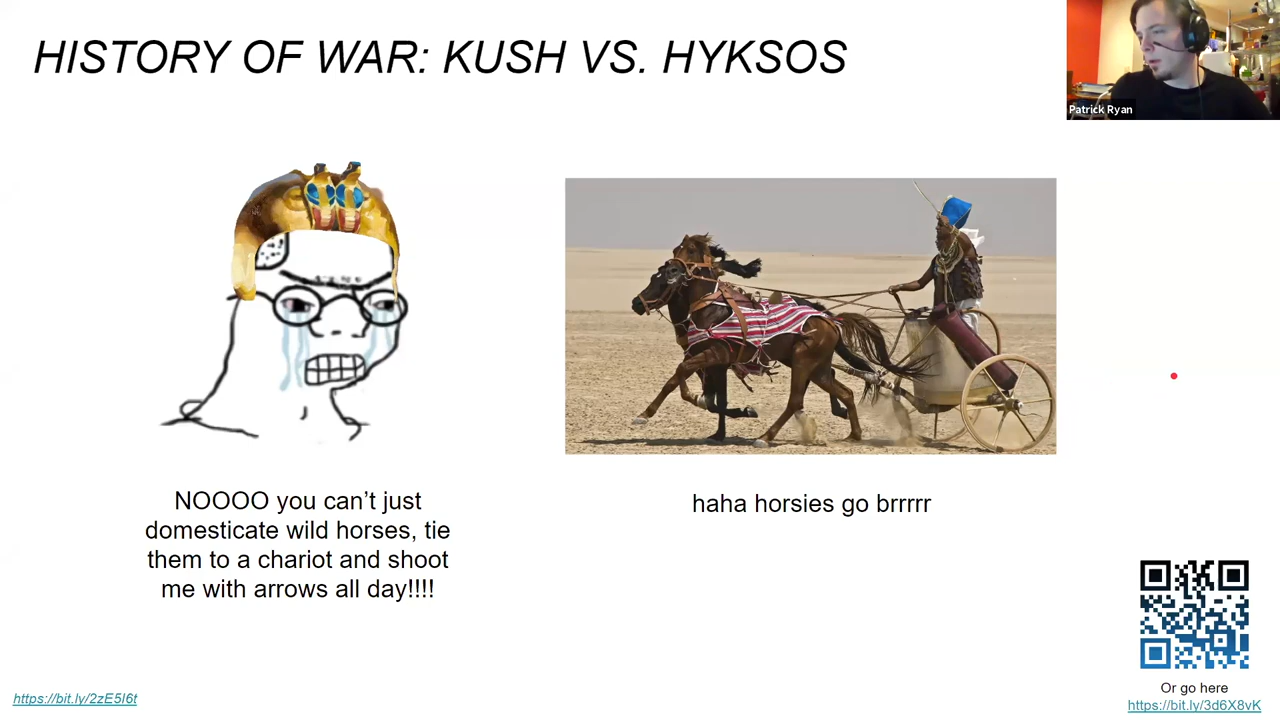 HISTORY OF WAR: KUSH VS. HYKSOS
Patrick Ryan
NOOOO you can’t just
domesticate wild horses, tie
them to a chariot and shoot
me with arrows all day!!!!
haha horsies go brrrrr
https://bit.ly/2zE5l6t
Or go here
https://bit.ly/3d6X8vK